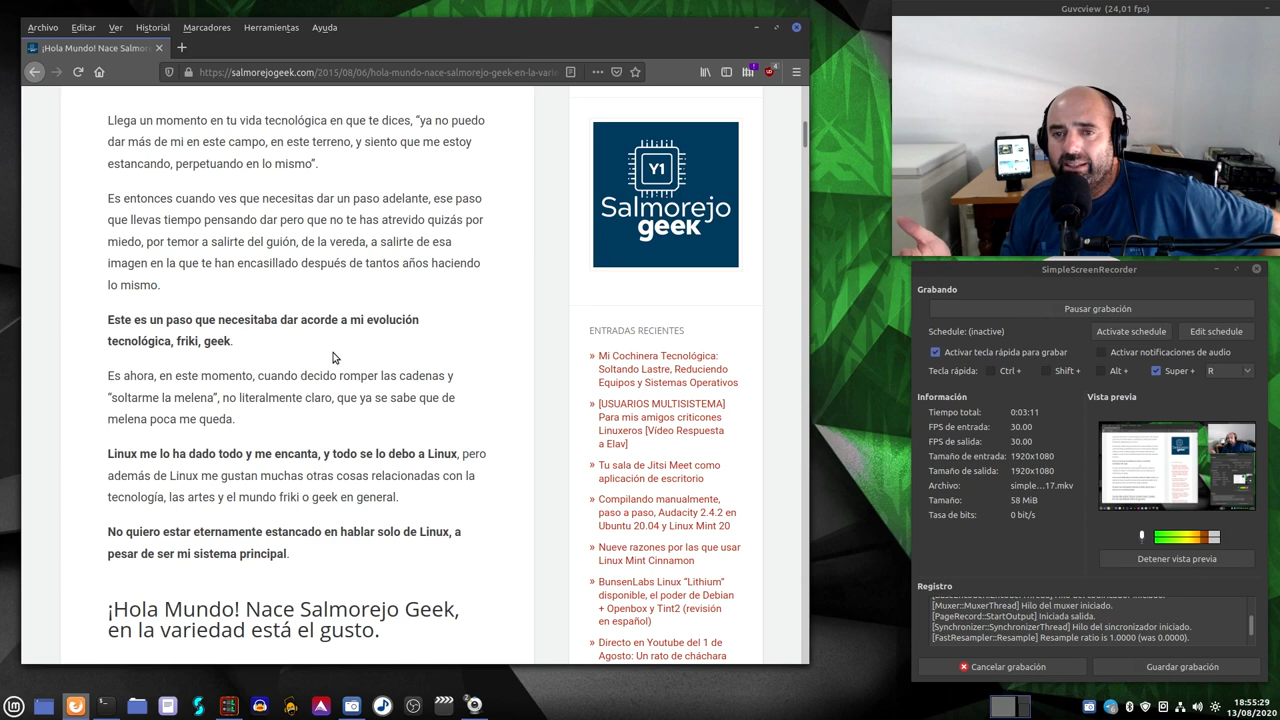 Archivo Editar Ver Historial Marcadores Herramientas Ayuda
¡Hola Mundo! Nace Salmor
https://salmorejogeek.com/2015/08/06/hola-mundo-nace-salmorejo-geek-en-la-varie
4
Llega un momento en tu vida tecnológica en que te dices, “ya no puedo
dar más de mi en este campo, en este terreno, y siento que me estoy
estancando, perpetuando en lo mismo”.
Es entonces cuando ves que necesitas dar un paso adelante, ese paso
que llevas tiempo pensando dar pero que no te has atrevido quizás por
miedo, por temor a salirte del guión, de la vereda, a salirte de esa
imagen en la que te han encasillado después de tantos años haciendo
lo mismo.
Este es un paso que necesitaba dar acorde a mi evolución
tecnológica, friki, geek.
Es ahora, en este momento, cuando decido romper las cadenas y
“soltarme la melena”, no literalmente claro, que ya se sabe que de
melena poca me queda.
Linux me lo ha dado todo y me encanta, y todo se lo debo a Linux, pero
además de Linux me gustan muchas otras cosas relacionadas con la
tecnología, las artes y el mundo friki o geek en general.
No quiero estar eternamente estancado en hablar solo de Linux, a
pesar de ser mi sistema principal.
¡Hola Mundo! Nace Salmorejo Geek,
en la variedad está el gusto.
Y1
Salmorejo
geek
ENTRADAS RECIENTES
» Mi Cochinera Tecnológica:
Soltando Lastre, Reduciendo
Equipos y Sistemas Operativos
» [USUARIOS MULTISISTEMA]
Para mis amigos criticones
Linuxeros [Vídeo Respuesta
a Elav]
» Tu sala de Jitsi Meet como
aplicación de escritorio
» Compilando manualmente,
paso a paso, Audacity 2.4.2 en
Ubuntu 20.04 y Linux Mint 20
» Nueve razones por las que usar
Linux Mint Cinnamon
» BunsenLabs Linux “Lithium”
disponible, el poder de Debian
+ Openbox y Tint2 (revisión
en español)
» Directo en Youtube del 1 de
Agosto: Un rato de cháchara
Guvcview (24,01 fps)
SimpleScreenRecorder
Grabando
Pausar grabación
Schedule: (inactive) Activate schedule Edit schedule
Activar tecla rápida para grabar Activar notificaciones de audio
Tecla rápida: Ctrl + Shift + Alt + Super + R
Información
Tiempo total: 0:03:11
FPS de entrada: 30.00
FPS de salida: 30.00
Tamaño de entrada: 1920x1080
Tamaño de salida: 1920x1080
Archivo: simple...17.mkv
Tamaño: 58 MiB
Tasa de bits: 0 bit/s
Vista previa
Detener vista previa
Registro
[Muxer::MuxerThread] Hilo del muxer iniciado.
[PageRecord::StartOutput] Iniciada salida.
[Synchronizer::SynchronizerThread] Hilo del sincronizador iniciado.
[FastResampler::Resample] Resample ratio is 1.0000 (was 0.0000).
Cancelar grabación Guardar grabación
18:55:29
13/08/2020